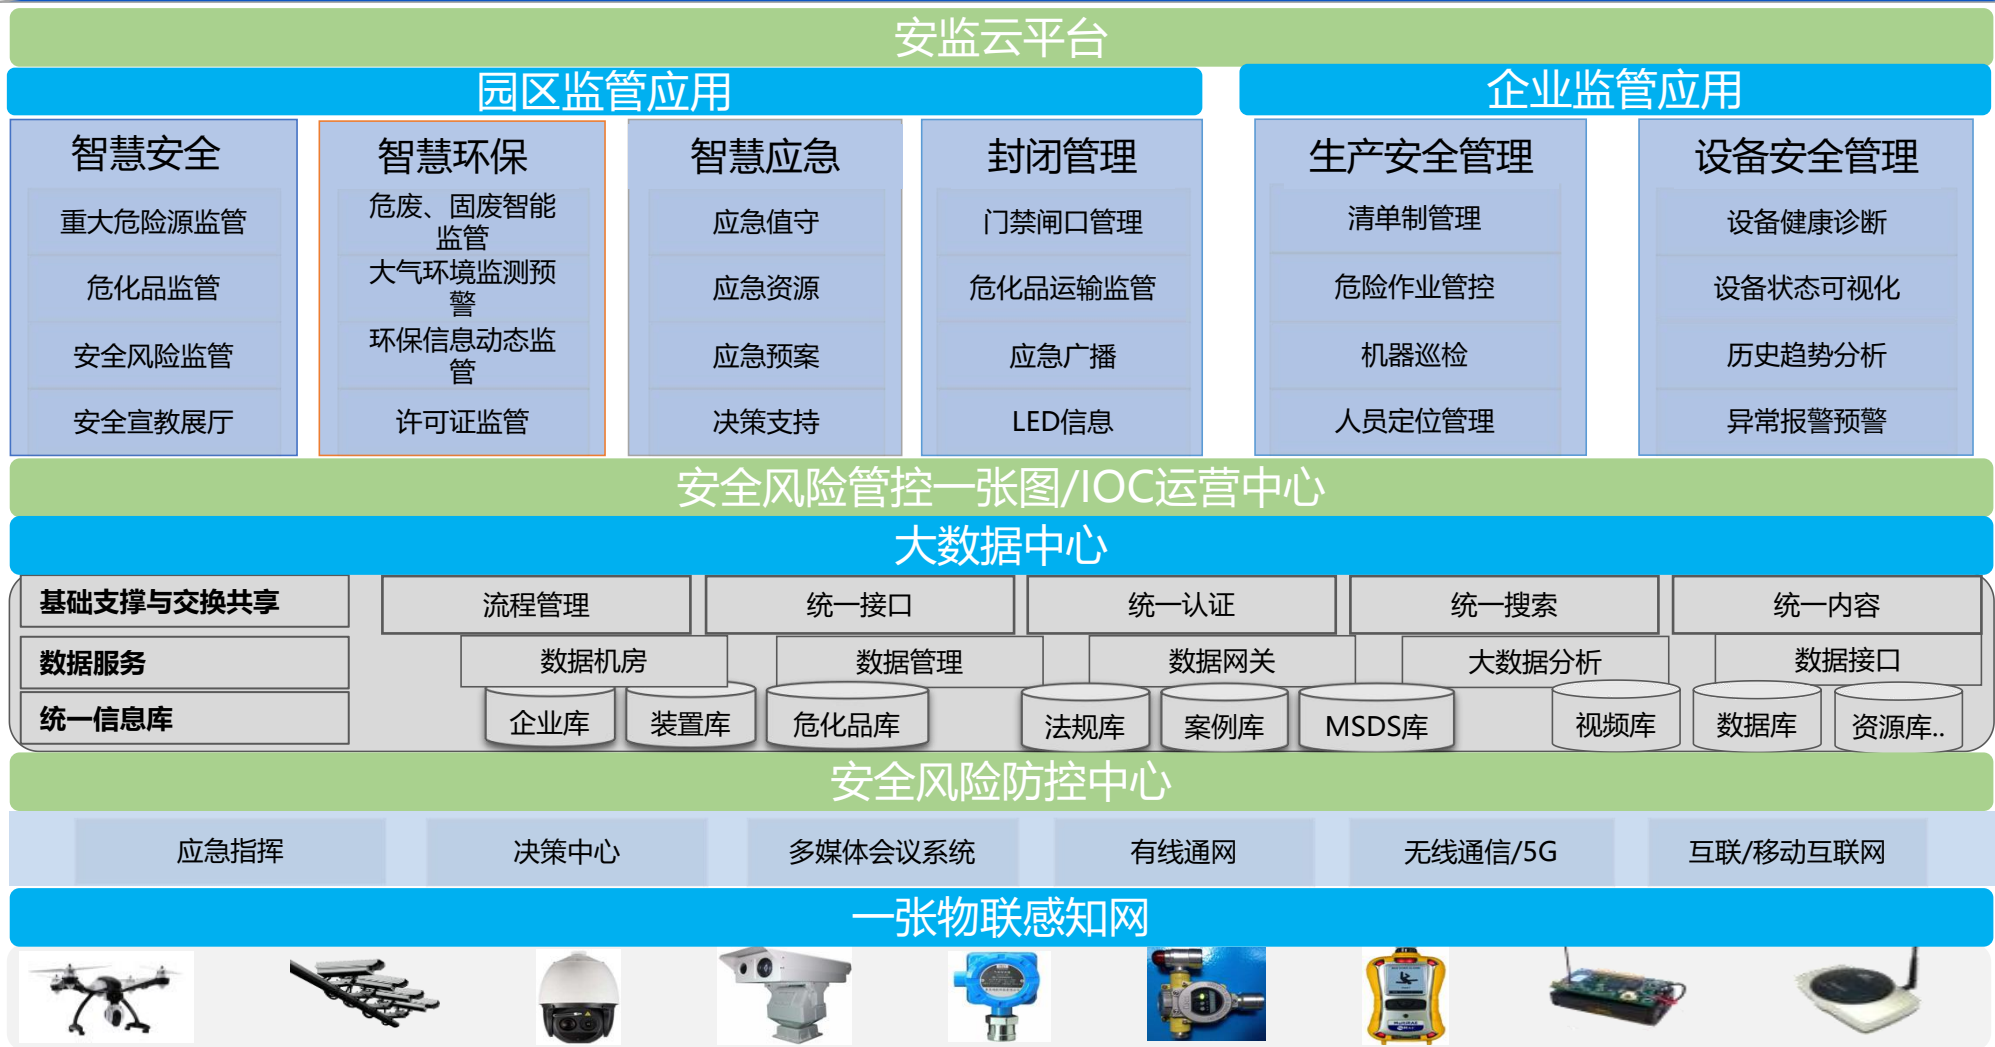 安监云平台
园区监管应用
企业监管应用
智慧安全
重大危险源监管
危化品监管
安全风险监管
安全宣教展厅
智慧环保
危废、固废智能
监管
大气环境监测预
警
环保信息动态监
管
许可证监管
智慧应急
应急值守
应急资源
应急预案
决策支持
封闭管理
门禁闸口管理
危化品运输监管
应急广播
LED信息
生产安全管理
清单制管理
危险作业管控
机器巡检
人员定位管理
设备安全管理
设备健康诊断
设备状态可视化
历史趋势分析
异常报警预警
安全风险管控一张图/IOC运营中心
大数据中心
基础支撑与交换共享
流程管理
统一接口
统一认证
统一搜索
统一内容
数据服务
数据机房
数据管理
数据网关
大数据分析
数据接口
统一信息库
企业库
装置库
危化品库
法规库
案例库
MSDS库
视频库
数据库
资源库..
安全风险防控中心
应急指挥
决策中心
多媒体会议系统
有线通网
无线通信/5G
互联/移动互联网
一张物联感知网